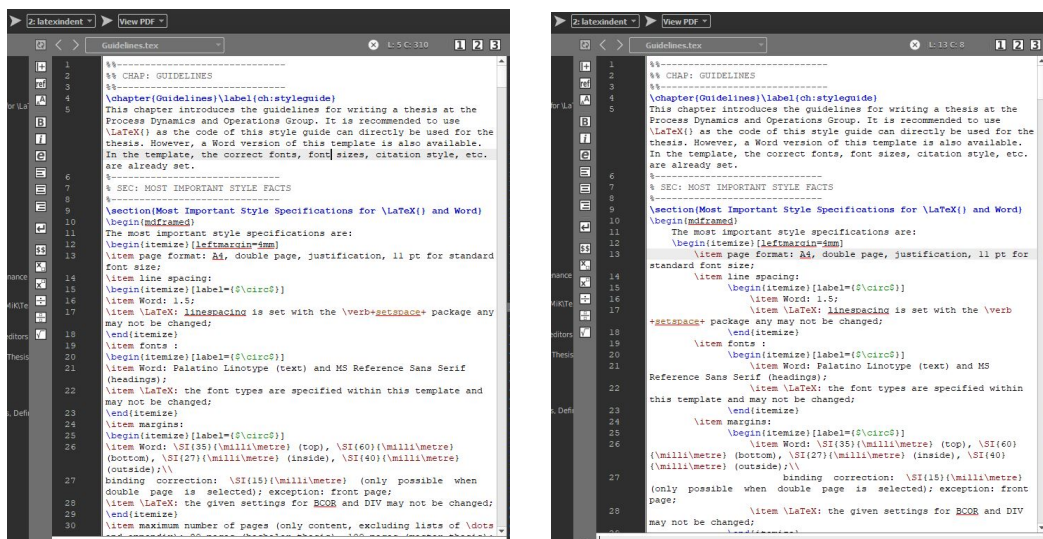 2: latexindent
View PDF
Guidelines.tex
L: 5 C: 330
1 2 3
for \La
nance
MiK\Te
editors
Thesis
s, Defi
1 %%------------------------------
2 %% CHAP: GUIDELINES
3 %%------------------------------
4 \chapter{Guidelines}\label{ch:styleguide}
5 This chapter introduces the guidelines for writing a thesis at the
Process Dynamics and Operations Group. It is recommended to use
\LaTeX{} as the code of this style guide can directly be used for the
thesis. However, a Word version of this template is also available.
In the template, the correct fonts, font sizes, citation style, etc.
are already set.
6 %------------------------------
7 % SEC: MOST IMPORTANT STYLE FACTS
8 %------------------------------
9 \section{Most Important Style Specifications for \LaTeX{} and Word}
10 \begin{mdframed}
11 The most important style specifications are:
12 \begin{itemize}[leftmargin=4mm]
13 \item page format: A4, double page, justification, 11 pt for standard
font size;
14 \item line spacing:
15 \begin{itemize}[label={$\circ$}]
16 \item Word: 1.5;
17 \item \LaTeX: linespacing is set with the \verb+setspace+ package any
may not be changed;
18 \end{itemize}
19 \item fonts :
20 \begin{itemize}[label={$\circ$}]
21 \item Word: Palatino Linotype (text) and MS Reference Sans Serif
(headings);
22 \item \LaTeX: the font types are specified within this template and
may not be changed;
23 \end{itemize}
24 \item margins:
25 \begin{itemize}[label={$\circ$}]
26 \item Word: \SI{35}{\milli\metre} (top), \SI{60}{\milli\metre}
(bottom), \SI{27}{\milli\metre} (inside), \SI{40}{\milli\metre}
(outside);\\
27 binding correction: \SI{15}{\milli\metre} (only possible when
double page is selected); exception: front page;
28 \item \LaTeX: the given settings for BCOR and DIV may not be changed;
29 \end{itemize}
30 \item maximum number of pages (only content, excluding lists of \dots
2: latexindent
View PDF
Guidelines.tex
L: 13 C: 8
1 2 3
for \La
nance
MiK\Te
editors
Thesis
s, Defi
1 %%------------------------------
2 %% CHAP: GUIDELINES
3 %%------------------------------
4 \chapter{Guidelines}\label{ch:styleguide}
5 This chapter introduces the guidelines for writing a thesis at the
Process Dynamics and Operations Group. It is recommended to use
\LaTeX{} as the code of this style guide can directly be used for the
thesis. However, a Word version of this template is also available.
In the template, the correct fonts, font sizes, citation style, etc.
are already set.
6 %------------------------------
7 % SEC: MOST IMPORTANT STYLE FACTS
8 %------------------------------
9 \section{Most Important Style Specifications for \LaTeX{} and Word}
10 \begin{mdframed}
11 The most important style specifications are:
12 \begin{itemize}[leftmargin=4mm]
13 \item page format: A4, double page, justification, 11 pt for
standard font size;
14 \item line spacing:
15 \begin{itemize}[label={$\circ$}]
16 \item Word: 1.5;
17 \item \LaTeX: linespacing is set with the \verb
+setspace+ package any may not be changed;
18 \end{itemize}
19 \item fonts :
20 \begin{itemize}[label={$\circ$}]
21 \item Word: Palatino Linotype (text) and MS
Reference Sans Serif (headings);
22 \item \LaTeX: the font types are specified within
this template and may not be changed;
23 \end{itemize}
24 \item margins:
25 \begin{itemize}[label={$\circ$}]
26 \item Word: \SI{35}{\milli\metre} (top), \SI{60}
{\milli\metre} (bottom), \SI{27}{\milli\metre} (inside), \SI{40}
{\milli\metre} (outside);\\
27 binding correction: \SI{15}{\milli\metre}
(only possible when double page is selected); exception: front
page;
28 \item \LaTeX: the given settings for BCOR and DIV
may not be changed;